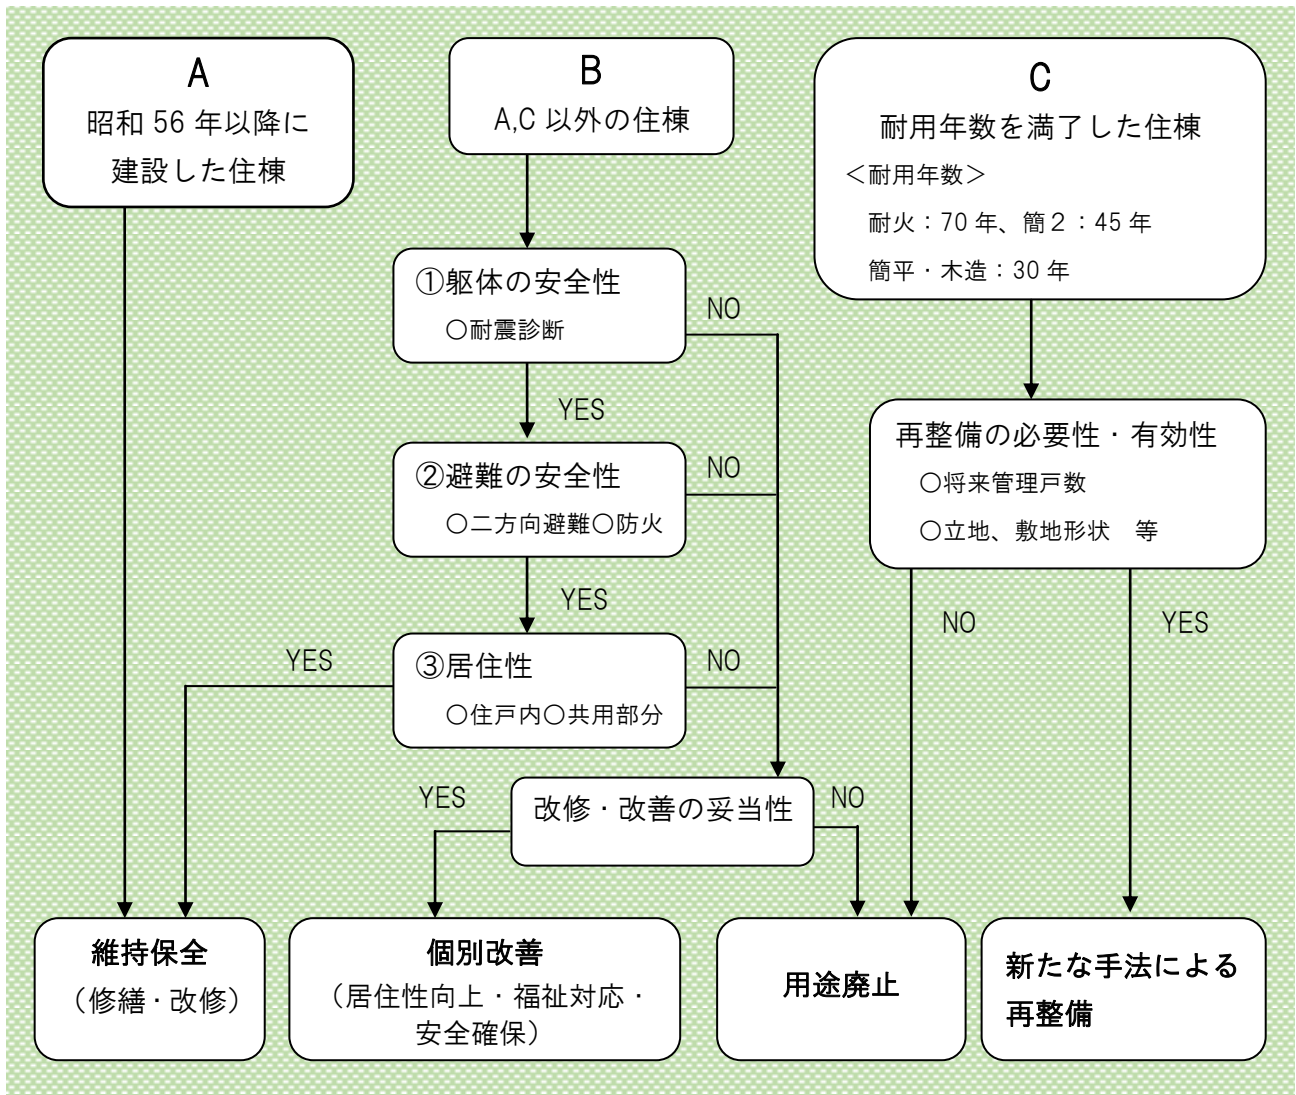 A
昭和 56 年以降に
建設した住棟
B
A,C 以外の住棟
C
耐用年数を満了した住棟
＜耐用年数＞
耐火：70 年、簡２：45 年
簡平・木造：30 年
①躯体の安全性
○耐震診断
NO
YES
②避難の安全性
○二方向避難○防火
NO
YES
③居住性
○住戸内○共用部分
YES
NO
再整備の必要性・有効性
○将来管理戸数
○立地、敷地形状　等
NO
YES
改修・改善の妥当性
YES
NO
維持保全
（修繕・改修）
個別改善
（居住性向上・福祉対応・
安全確保）
用途廃止
新たな手法による
再整備